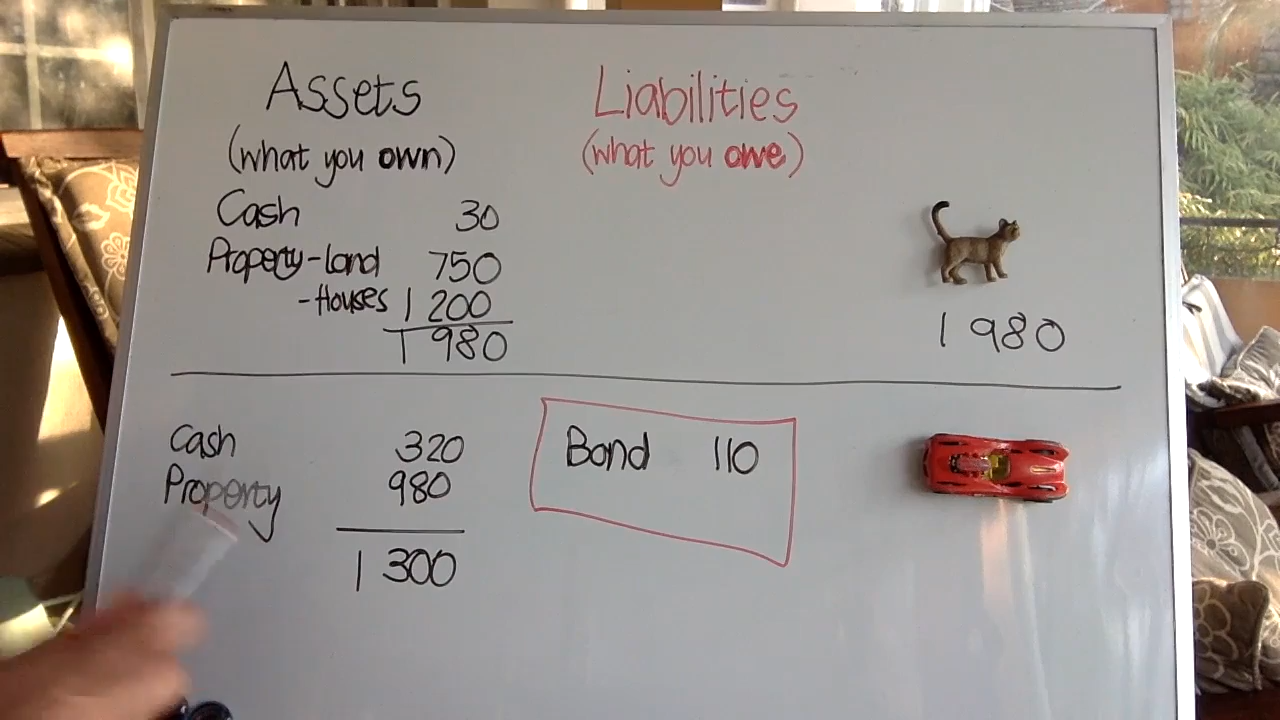 Assets
(what you own)
Cash 30
Property-land 750
-Houses 1 200
1 980
Liabilities
(what you owe)
1 980
Cash 320
Property 980
1 300
Bond 110